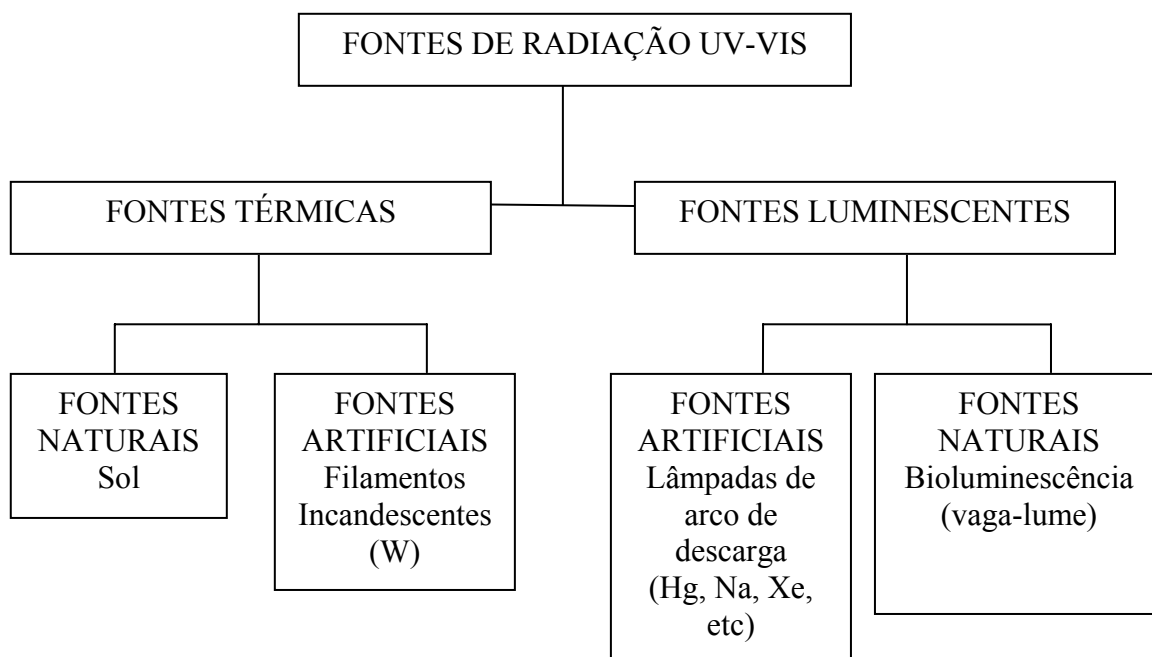 FONTES DE RADIAÇÃO UV-VIS
FONTES TÉRMICAS
FONTES LUMINESCENTES
FONTES
NATURAIS
Sol
FONTES
ARTIFICIAIS
Filamentos
Incandescentes
(W)
FONTES
ARTIFICIAIS
Lâmpadas de
arco de
descarga
(Hg, Na, Xe,
etc)
FONTES
NATURAIS
Bioluminescência
(vaga-lume)